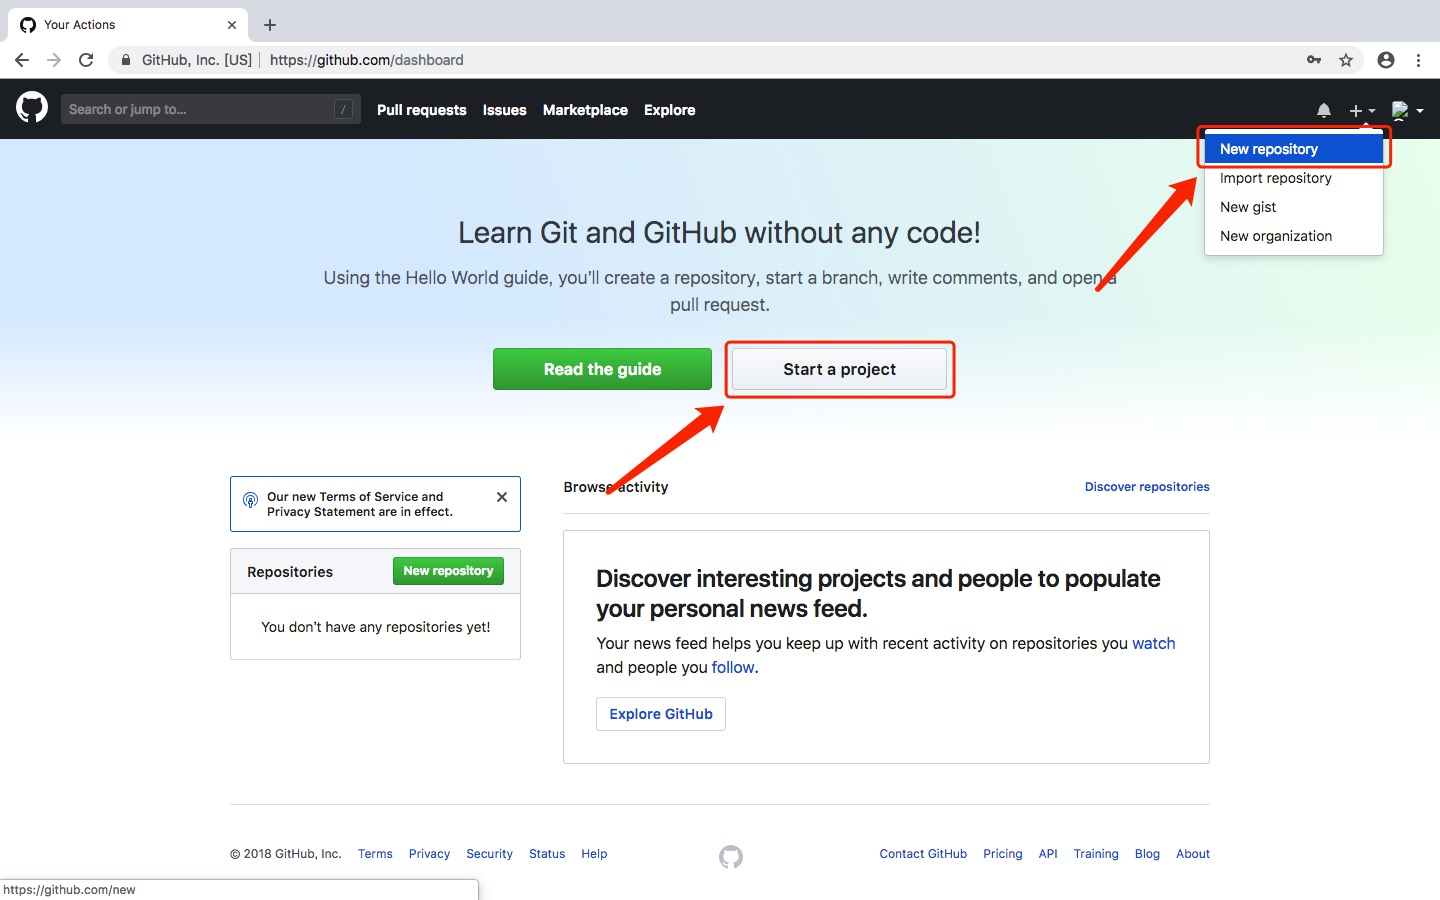 Your Actions
GitHub, Inc. [US] https://github.com/dashboard
Search or jump to...
/
Pull requests Issues Marketplace Explore
New repository
Import repository
New gist
New organization
Learn Git and GitHub without any code!
Using the Hello World guide, you’ll create a repository, start a branch, write comments, and open a
pull request.
Read the guide
Start a project
Our new Terms of Service and
Privacy Statement are in effect.
Repositories
New repository
You don’t have any repositories yet!
Browse activity
Discover repositories
Discover interesting projects and people to populate
your personal news feed.
Your news feed helps you keep up with recent activity on repositories you watch
and people you follow.
Explore GitHub
© 2018 GitHub, Inc. Terms Privacy Security Status Help
Contact GitHub Pricing API Training Blog About
https://github.com/new